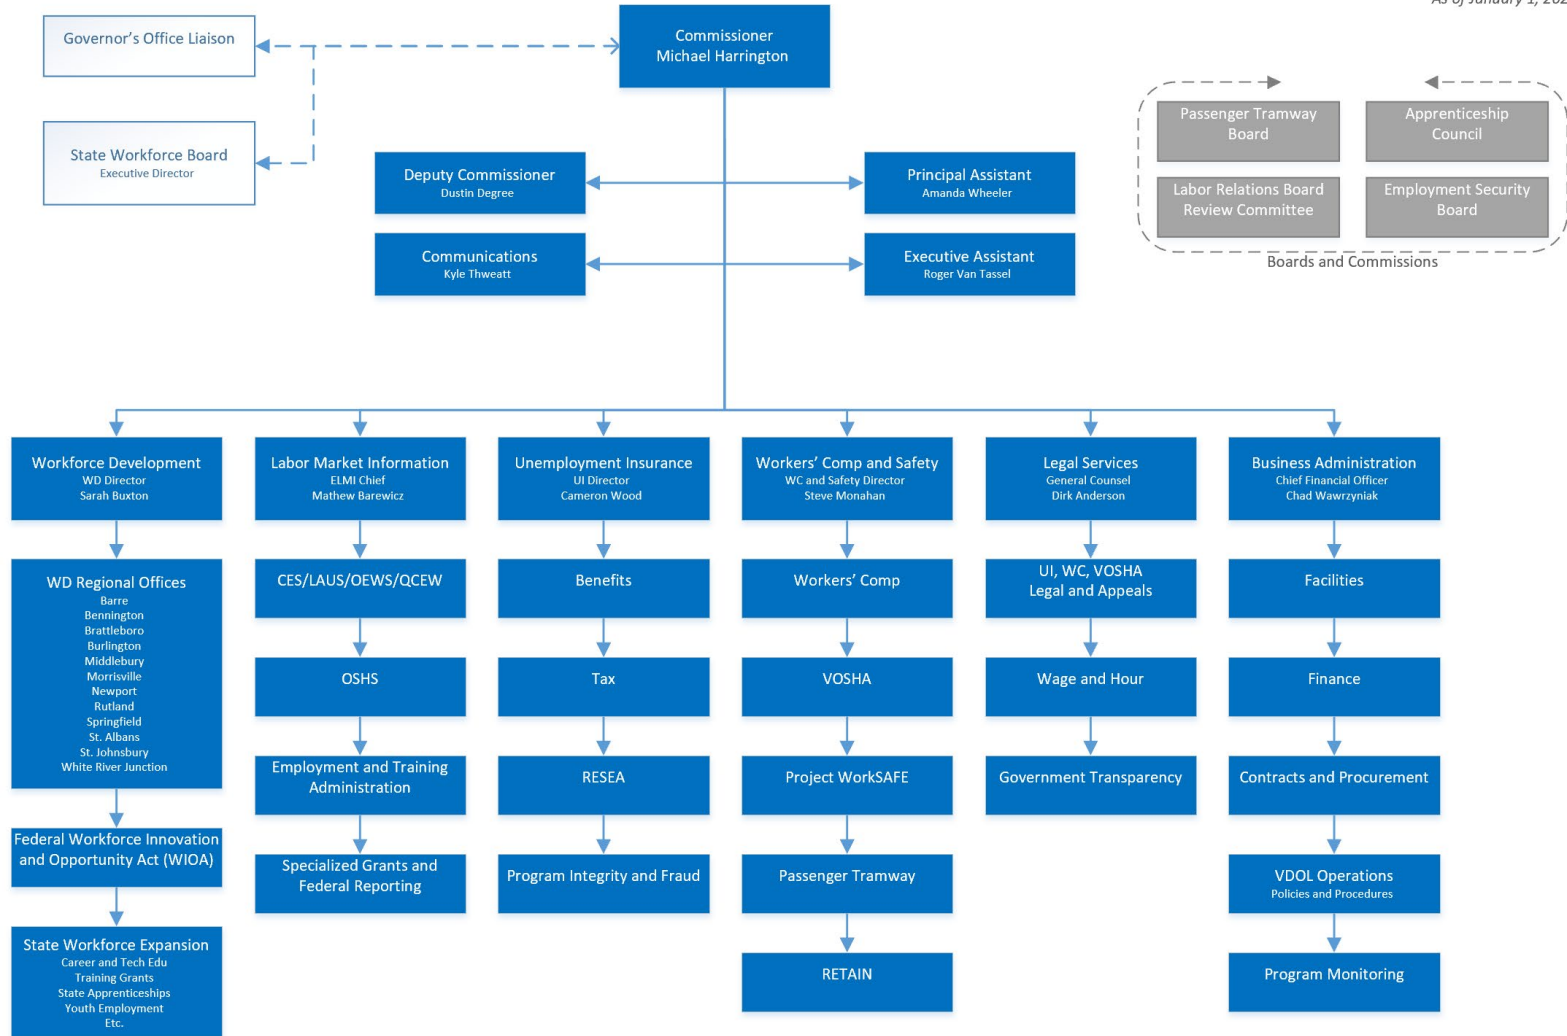 As of January 1, 202
Governor's Office Liaison
Commissioner
Michael Harrington
State Workforce Board
Executive Director
Passenger Tramway
Board
Apprenticeship
Council
Labor Relations Board
Review Committee
Employment Security
Board
Boards and Commissions
Deputy Commissioner
Dustin Degree
Principal Assistant
Amanda Wheeler
Communications
Kyle Thweatt
Executive Assistant
Roger Van Tassel
Workforce Development
WD Director
Sarah Buxton
WD Regional Offices
Barre
Bennington
Brattleboro
Burlington
Middlebury
Morrisville
Newport
Rutland
Springfield
St. Albans
St. Johnsbury
White River Junction
Federal Workforce Innovation
and Opportunity Act (WIOA)
State Workforce Expansion
Career and Tech Edu
Training Grants
State Apprenticeships
Youth Employment
Etc.
Labor Market Information
ELMI Chief
Mathew Barewicz
CES/LAUS/OEWS/QCEW
OSHS
Employment and Training
Administration
Specialized Grants and
Federal Reporting
Unemployment Insurance
UI Director
Cameron Wood
Benefits
Tax
RESEA
Program Integrity and Fraud
Workers' Comp and Safety
WC and Safety Director
Steve Monahan
Workers' Comp
VOSHA
Project WorkSAFE
Passenger Tramway
RETAIN
Legal Services
General Counsel
Dirk Anderson
UI, WC, VOSHA
Legal and Appeals
Wage and Hour
Government Transparency
Business Administration
Chief Financial Officer
Chad Wawrzyniak
Facilities
Finance
Contracts and Procurement
VDOL Operations
Policies and Procedures
Program Monitoring